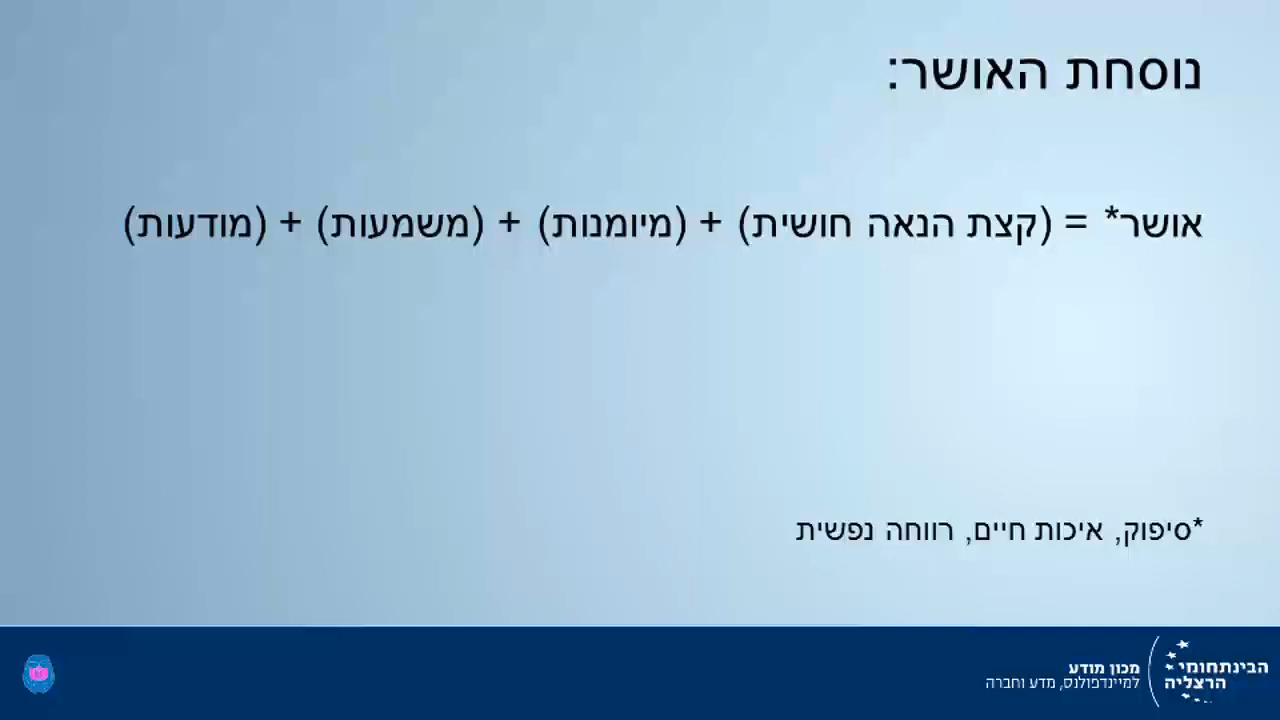 נוסחת האושר:
אושר* = (קצת הנאה חושית) + (מיומנות) + (משמעות) + (מודעות)
*סיפוק, איכות חיים, רווחה נפשית
הבינתחומי
הרצליה
מכון מודע
למיינדפולנס, מדע וחברה